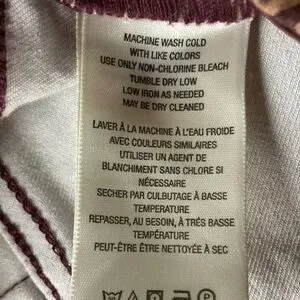 MACHINE WASH COLD
WITH LIKE COLORS
USE ONLY NON-CHLORINE BLEACH
TUMBLE DRY LOW
LOW IRON AS NEEDED
MAY BE DRY CLEANED
LAVER À LA MACHINE À L'EAU FROIDE
AVEC COULEURS SIMILAIRES
UTILISER UN AGENT DE
BLANCHIMENT SANS CHLORE SI
NÉCESSAIRE
SECHER PAR CULBUTAGE À BASSE
TEMPERATURE
REPASSER, AU BESOIN, À TRÉS BASSE
TEMPÉRATURE
PEUT-ÊTRE ÊTRE NETTOYÉE À SEC